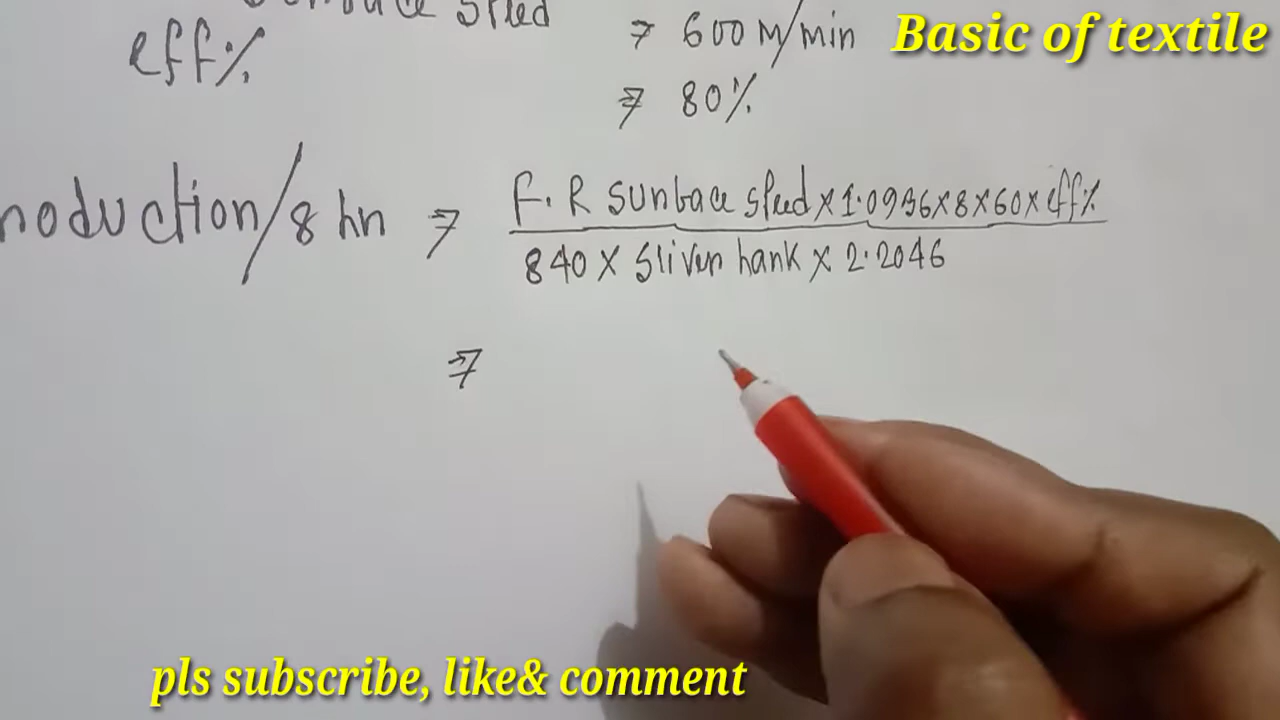 Speed
Basic of textile
eff%
⇒ 600 M/min
⇒ 80%
roduction/8 hr ⇒ F.R Surface Speed x 1.0936 x 8 x 60 x eff%
840 x Sliver hank x 2.2046
⇒
pls subscribe, like& comment